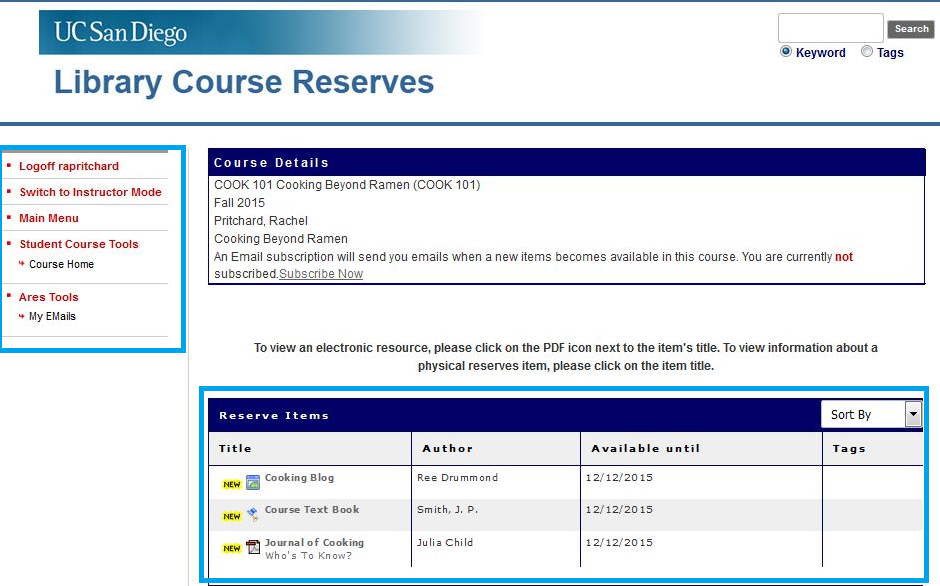 UC San Diego
Search
Keyword Tags
Library Course Reserves
Logoff rapritchard
Switch to Instructor Mode
Main Menu
Student Course Tools
Course Home
Ares Tools
My EMails
Course Details
COOK 101 Cooking Beyond Ramen (COOK 101)
Fall 2015
Pritchard, Rachel
Cooking Beyond Ramen
An Email subscription will send you emails when a new items becomes available in this course. You are currently not
subscribed.Subscribe Now
To view an electronic resource, please click on the PDF icon next to the item's title. To view information about a
physical reserves item, please click on the item title.
Reserve Items Sort By
Title Author Available until Tags
NEW Cooking Blog Ree Drummond 12/12/2015
NEW Course Text Book Smith, J. P. 12/12/2015
NEW Journal of Cooking Julia Child 12/12/2015
Who's To Know?